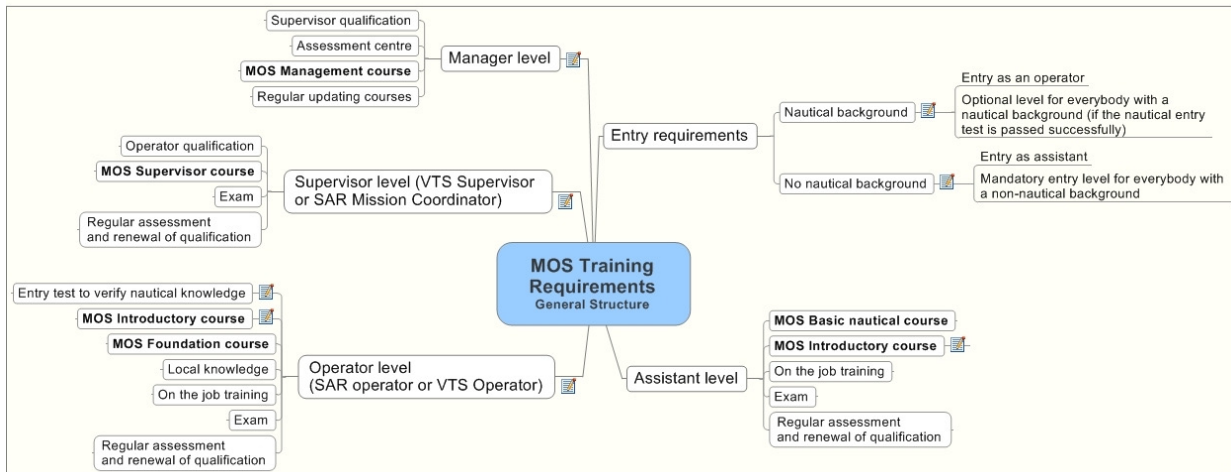 MOS Training
Requirements
General Structure
Manager level
Supervisor qualification
Assessment centre
MOS Management course
Regular updating courses
Supervisor level (VTS Supervisor
or SAR Mission Coordinator)
Operator qualification
MOS Supervisor course
Exam
Regular assessment
and renewal of qualification
Operator level
(SAR operator or VTS Operator)
Entry test to verify nautical knowledge
MOS Introductory course
MOS Foundation course
Local knowledge
On the job training
Exam
Regular assessment
and renewal of qualification
Entry requirements
Nautical background
Entry as an operator
Optional level for everybody with a
nautical background (if the nautical entry
test is passed successfully)
No nautical background
Entry as assistant
Mandatory entry level for everybody with
a non-nautical background
Assistant level
MOS Basic nautical course
MOS Introductory course
On the job training
Exam
Regular assessment
and renewal of qualification